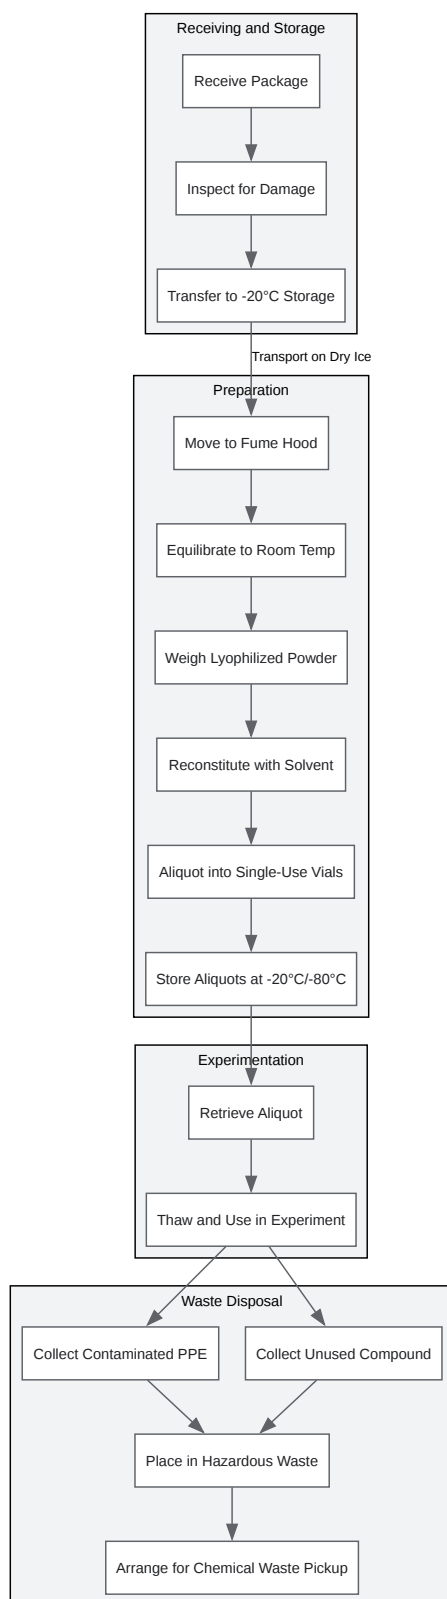 Receiving and Storage
Receive Package
Inspect for Damage
Transfer to -20°C Storage
Transport on Dry Ice
Preparation
Move to Fume Hood
Equilibrate to Room Temp
Weigh Lyophilized Powder
Reconstitute with Solvent
Aliquot into Single-Use Vials
Store Aliquots at -20°C/-80°C
Experimentation
Retrieve Aliquot
Thaw and Use in Experiment
Waste Disposal
Collect Contaminated PPE
Collect Unused Compound
Place in Hazardous Waste
Arrange for Chemical Waste Pickup